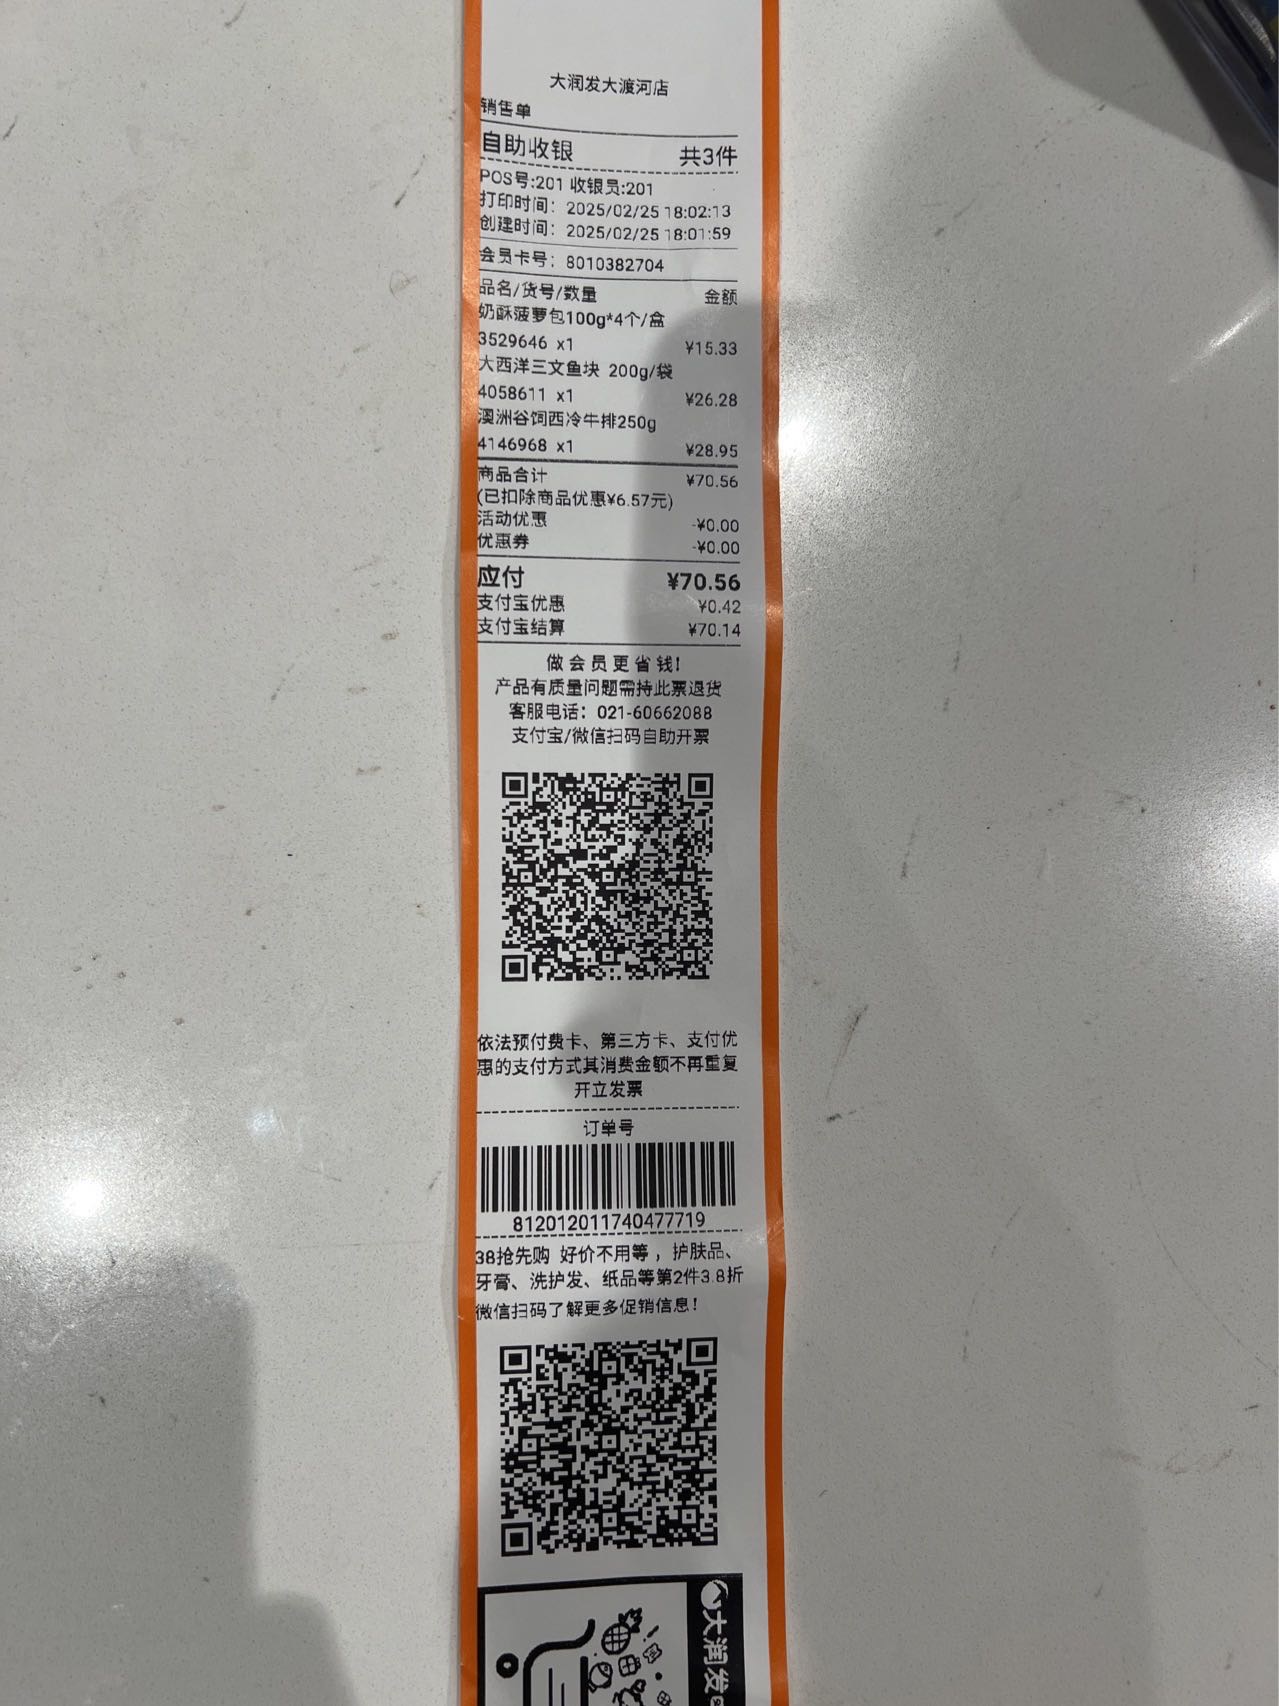 大润发大渡河店
销售单
自助收银 共3件
POS号:201 收银员:201
打印时间: 2025/02/25 18:02:13
创建时间: 2025/02/25 18:01:59
会员卡号: 8010382704
品名/货号/数量 金额
奶酥菠萝包100g*4个/盒
3529646 x1 ¥15.33
大西洋三文鱼块 200g/袋
4058611 x1 ¥26.28
澳洲谷饲西冷牛排250g
4146968 x1 ¥28.95
商品合计 ¥70.56
(已扣除商品优惠¥6.57元)
活动优惠 -¥0.00
优惠券 -¥0.00
应付 ¥70.56
支付宝优惠 ¥0.42
支付宝结算 ¥70.14
做会员更省钱!
产品有质量问题需持此票退货
客服电话: 021-60662088
支付宝/微信扫码自助开票
依法预付费卡、第三方卡、支付优
惠的支付方式其消费金额不再重复
开立发票
订单号
812012011740477719
38抢先购 好价不用等，护肤品、
牙膏、洗护发、纸品等第2件3.8折
微信扫码了解更多促销信息!
大润发